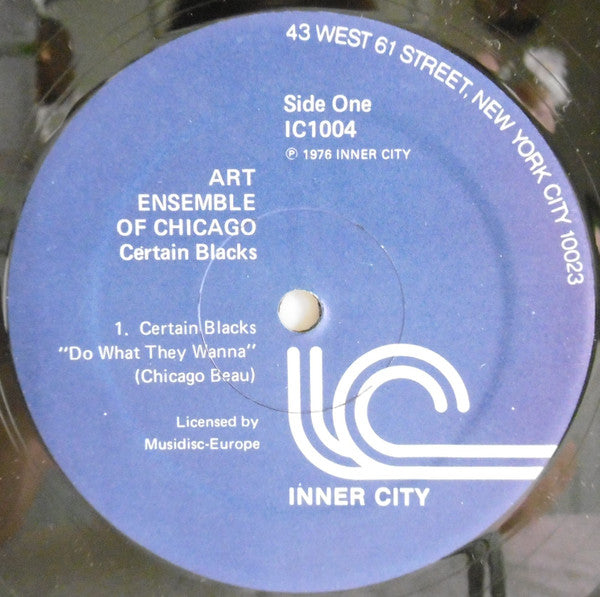 43 WEST 61 STREET, NEW YORK CITY 10023
Side One
IC1004
℗ 1976 INNER CITY
ART
ENSEMBLE
OF CHICAGO
Certain Blacks
1. Certain Blacks
"Do What They Wanna"
(Chicago Beau)
Licensed by
Musidisc-Europe
IC
INNER CITY